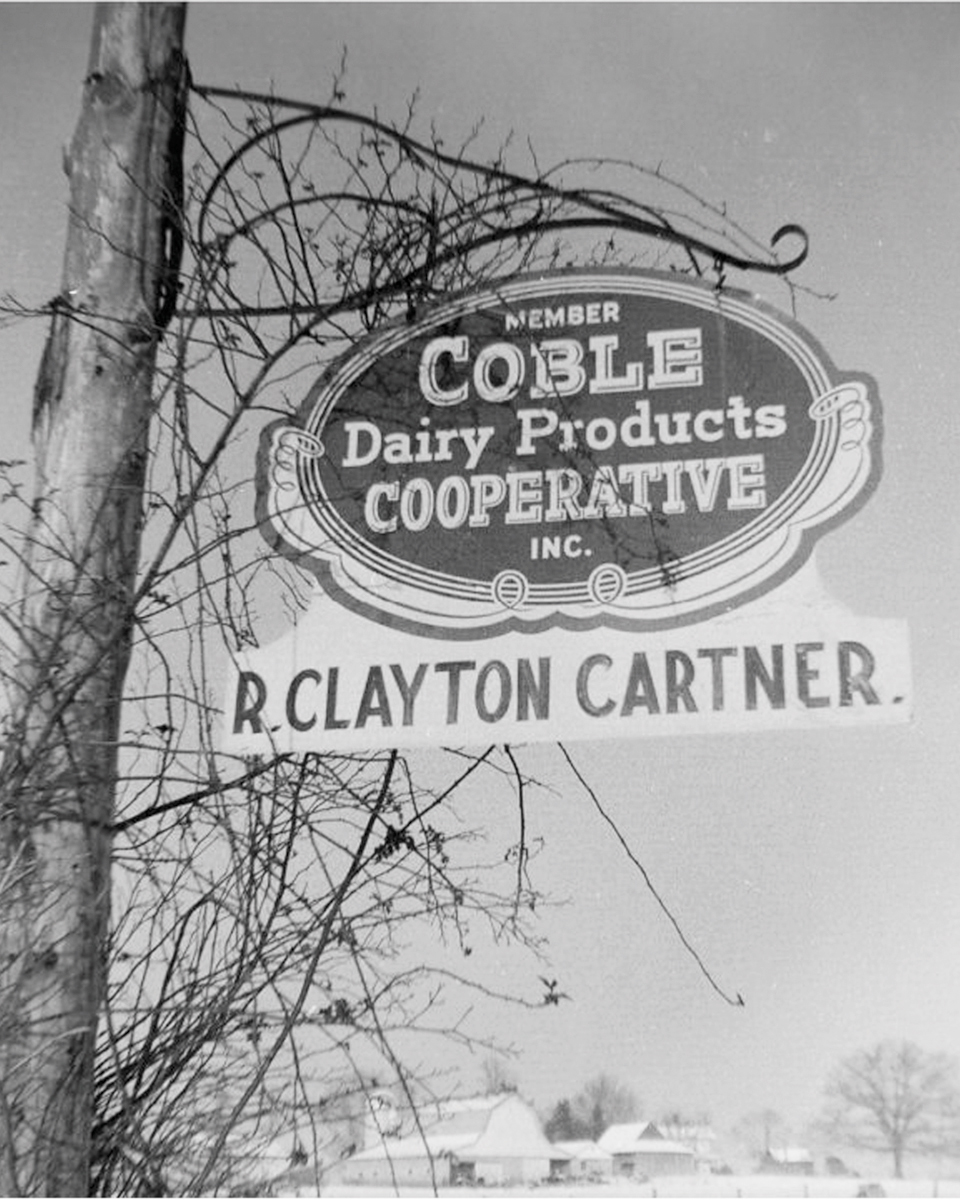 MEMBER
COBLE
Dairy Products
COOPERATIVE
INC.
R. CLAYTON CARTNER.